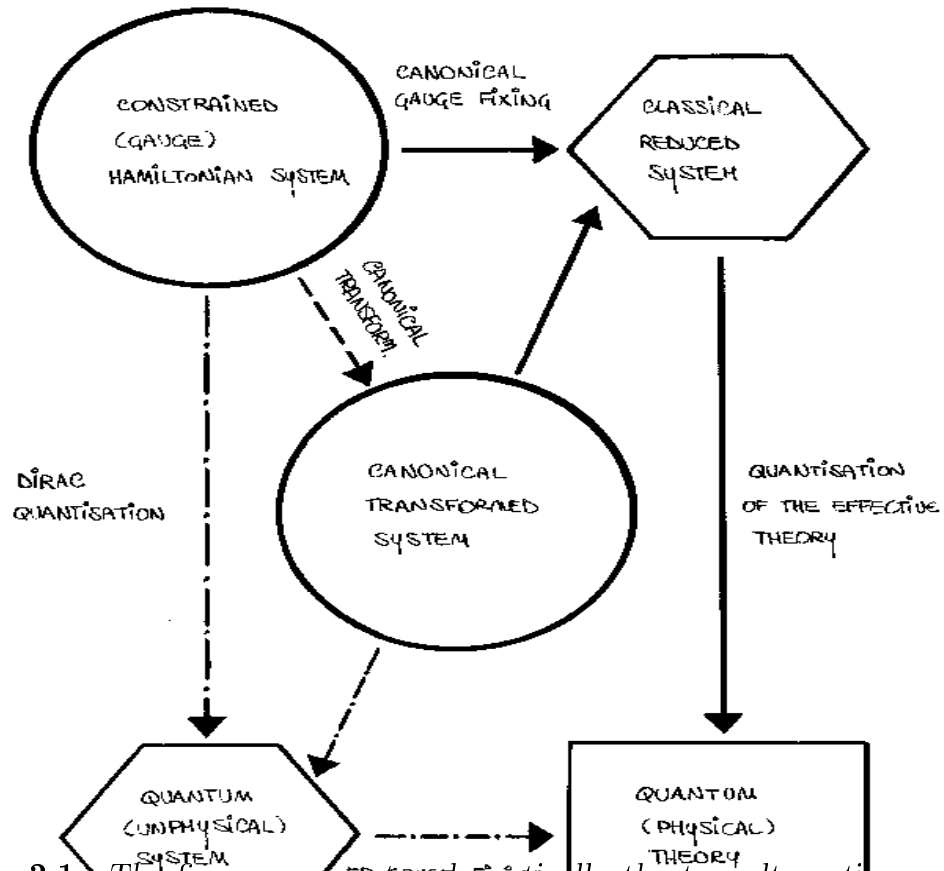 CONSTRAINED
(GAUGE)
HAMILTONIAN SYSTEM
CANONICAL
GAUGE FIXING
CLASSICAL
REDUCED
SYSTEM
CANONICAL
TRANSFORM.
CANONICAL
TRANSFORMED
SYSTEM
DIRAC
QUANTISATION
QUANTISATION
OF THE EFFECTIVE
THEORY
QUANTUM
(UNPHYSICAL)
SYSTEM
QUANTUM
(PHYSICAL)
THEORY